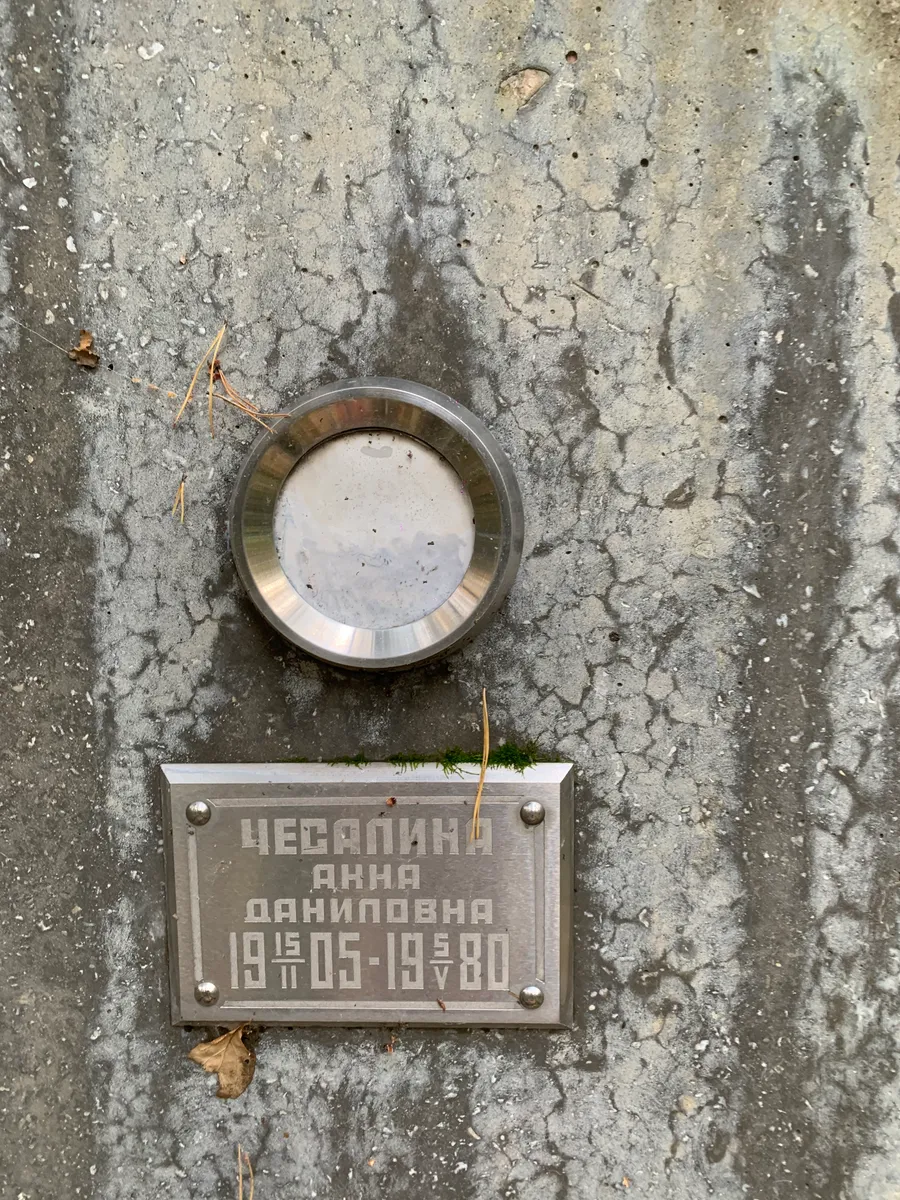 ЧЕСАЛИНА
АННА
ДАНИЛОВНА
19 15/II 05 - 19 5/V 80